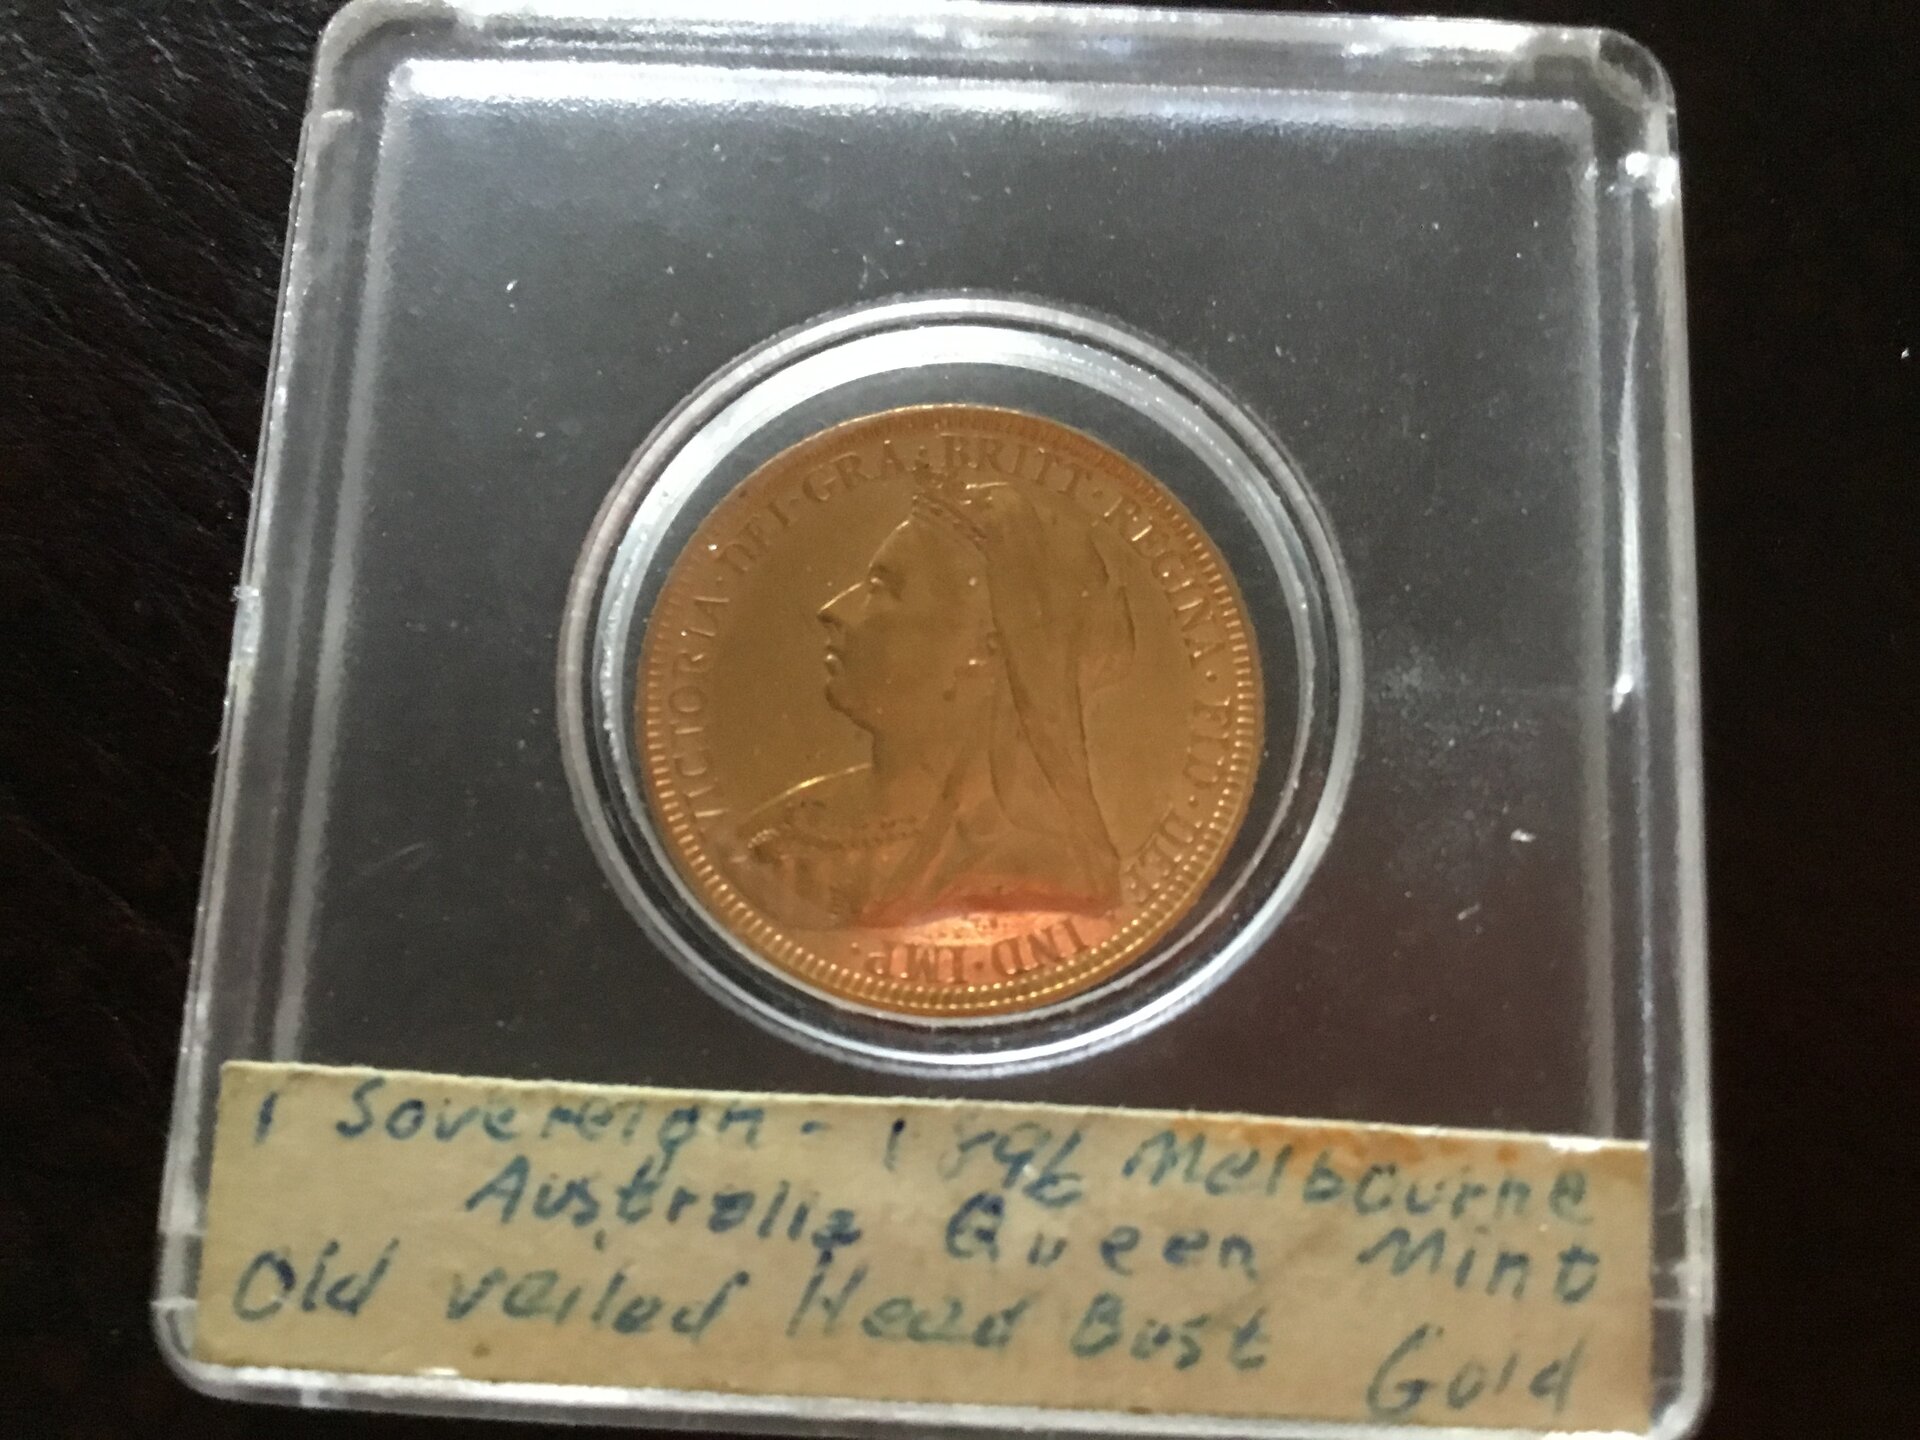 VICTORIA·DEI·GRA:BRITT·REGINA·FID·DEF·IND·IMP·
1 Sovereign - 1896 Melbourne
Australia Queen Mint
Old veiled Head Bust Gold